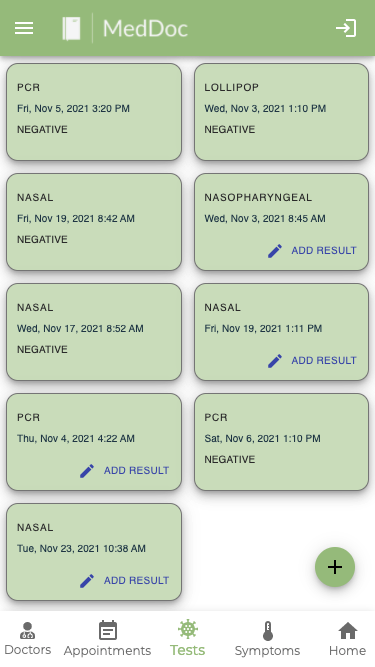 MedDoc
PCR
Fri, Nov 5, 2021 3:20 PM
NEGATIVE
LOLLIPOP
Wed, Nov 3, 2021 1:10 PM
NEGATIVE
NASAL
Fri, Nov 19, 2021 8:42 AM
NEGATIVE
NASOPHARYNGEAL
Wed, Nov 3, 2021 8:45 AM
ADD RESULT
NASAL
Wed, Nov 17, 2021 8:52 AM
NEGATIVE
NASAL
Fri, Nov 19, 2021 1:11 PM
ADD RESULT
PCR
Thu, Nov 4, 2021 4:22 AM
ADD RESULT
PCR
Sat, Nov 6, 2021 1:10 PM
NEGATIVE
NASAL
Tue, Nov 23, 2021 10:38 AM
ADD RESULT
Doctors
Appointments
Tests
Symptoms
Home